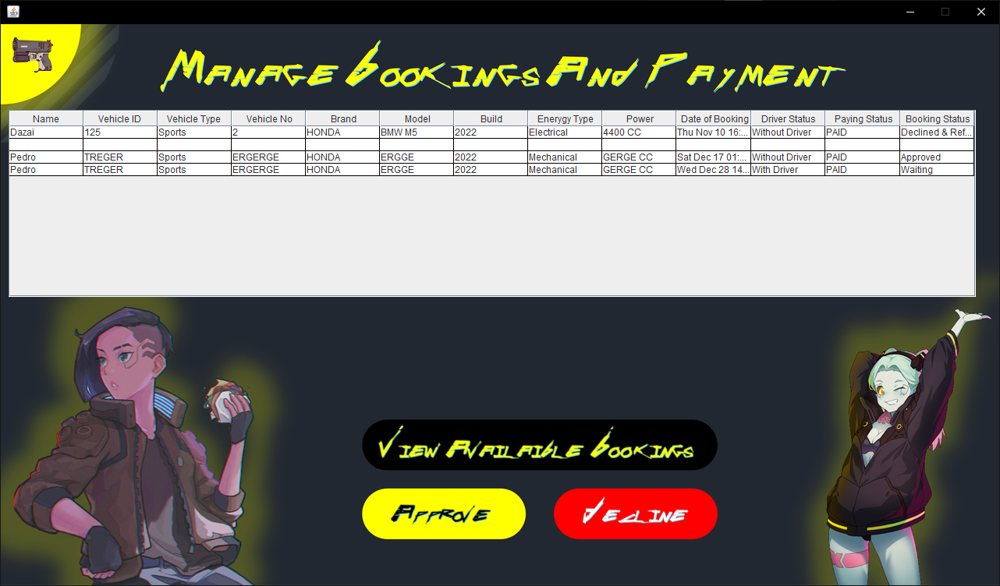 Manage Bookings And Payment
Name Vehicle ID Vehicle Type Vehicle No Brand Model Build Enerygy Type Power Date of Booking Driver Status Paying Status Booking Status
Dazai 125 Sports 2 HONDA BMW M5 2022 Electrical 4400 CC Thu Nov 10 16:... Without Driver PAID Declined & Ref...
Pedro TREGER Sports ERGERGE HONDA ERGGE 2022 Mechanical GERGE CC Sat Dec 17 01:... Without Driver PAID Approved
Pedro TREGER Sports ERGERGE HONDA ERGGE 2022 Mechanical GERGE CC Wed Dec 28 14... With Driver PAID Waiting
View Available Bookings
Approve Decline